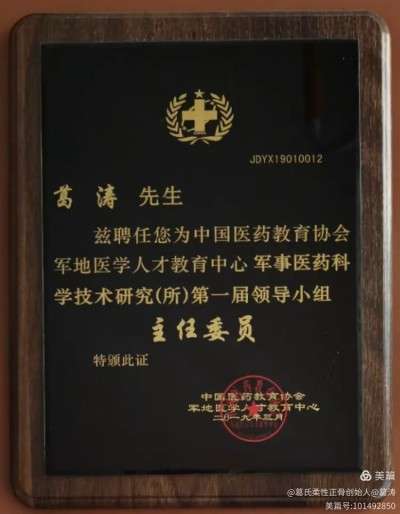 JDYX19010012
葛涛 先生
兹聘任您为中国医药教育协会
军地医学人才教育中心 军事医药科
学技术研究(所)第一届领导小组
主任委员
特颁此证
中国医药教育协会
军地医学人才教育中心
二〇一九年三月
美篇
@葛氏柔性正骨创始人@葛涛
美篇号:101492850